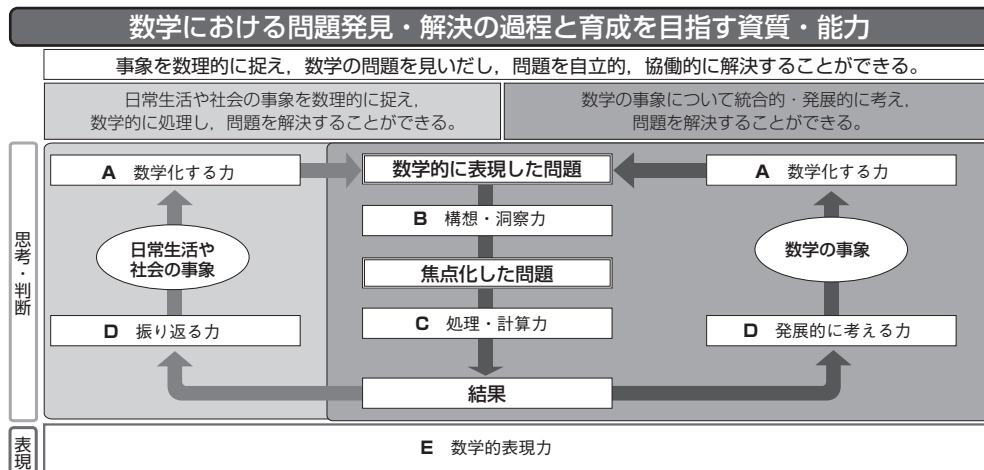 数学における問題発見・解決の過程と育成を目指す資質・能力
事象を数理的に捉え，数学の問題を見いだし，問題を自立的，協働的に解決することができる。
日常生活や社会の事象を数理的に捉え，
数学的に処理し，問題を解決することができる。
数学の事象について統合的・発展的に考え，
問題を解決することができる。
思考・判断
A 数学化する力
数学的に表現した問題
A 数学化する力
B 構想・洞察力
日常生活や
社会の事象
数学の事象
焦点化した問題
D 振り返る力
C 処理・計算力
D 発展的に考える力
結果
表現
E 数学的表現力